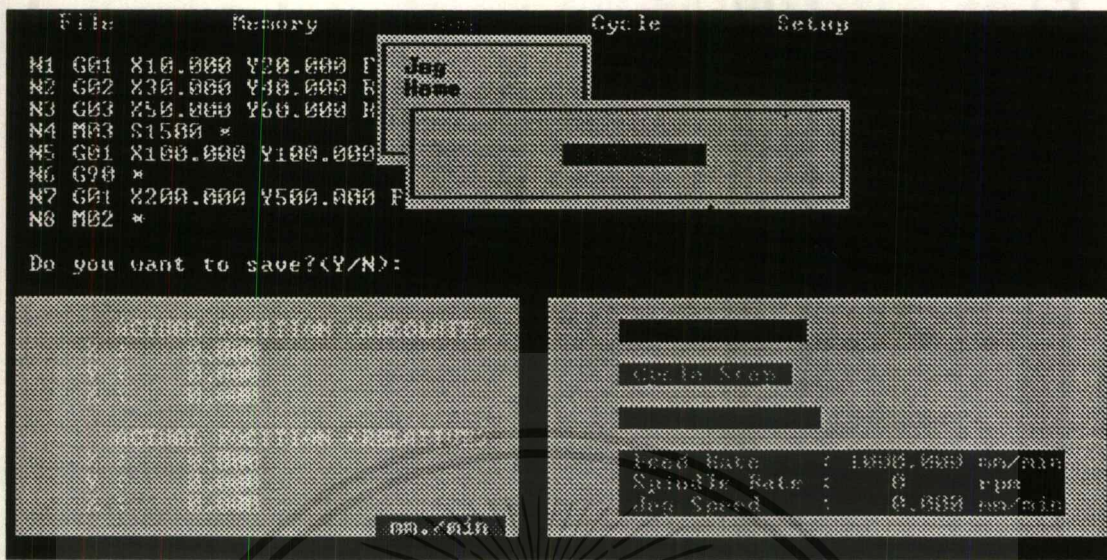 File Memory Cycle Setup
Jog
Home
N1 G01 X10.000 Y20.000 F
N2 G02 X30.000 Y40.000 R
N3 G03 X50.000 Y60.000 R
N4 M03 S1500 *
N5 G01 X100.000 Y100.000
N6 G90 *
N7 G01 X200.000 Y500.000 F
N8 M02 *
Do you want to save?(Y/N):
ACTUAL POSITION (ABSOLUTE)
X : 0.000
Y : 0.000
Z : 0.000
ACTUAL POSITION (RELATIVE)
X : 0.000
Y : 0.000
Z : 0.000
mm./min
Cycle Stop
Feed Rate : 1000.000 mm/min
Spindle Rate : 0 rpm
Jog Speed : 0.000 mm/min